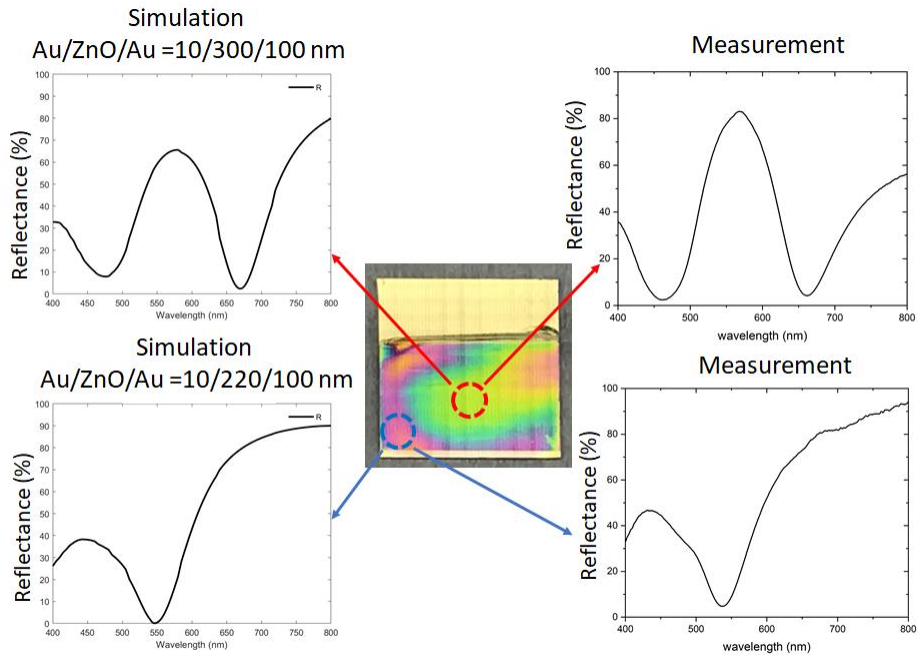 Simulation
Au/ZnO/Au =10/300/100 nm
Reflectance (%)
100
90
80
70
60
50
40
30
20
10
0
R
400 450 500 550 600 650 700 750 800
Wavelength (nm)
Measurement
Reflectance (%)
100
80
60
40
20
0
400 500 600 700 800
wavelength (nm)
Simulation
Au/ZnO/Au =10/220/100 nm
Reflectance (%)
100
90
80
70
60
50
40
30
20
10
0
R
400 450 500 550 600 650 700 750 800
Wavelength (nm)
Measurement
Reflectance (%)
100
80
60
40
20
0
400 500 600 700 800
wavelength (nm)